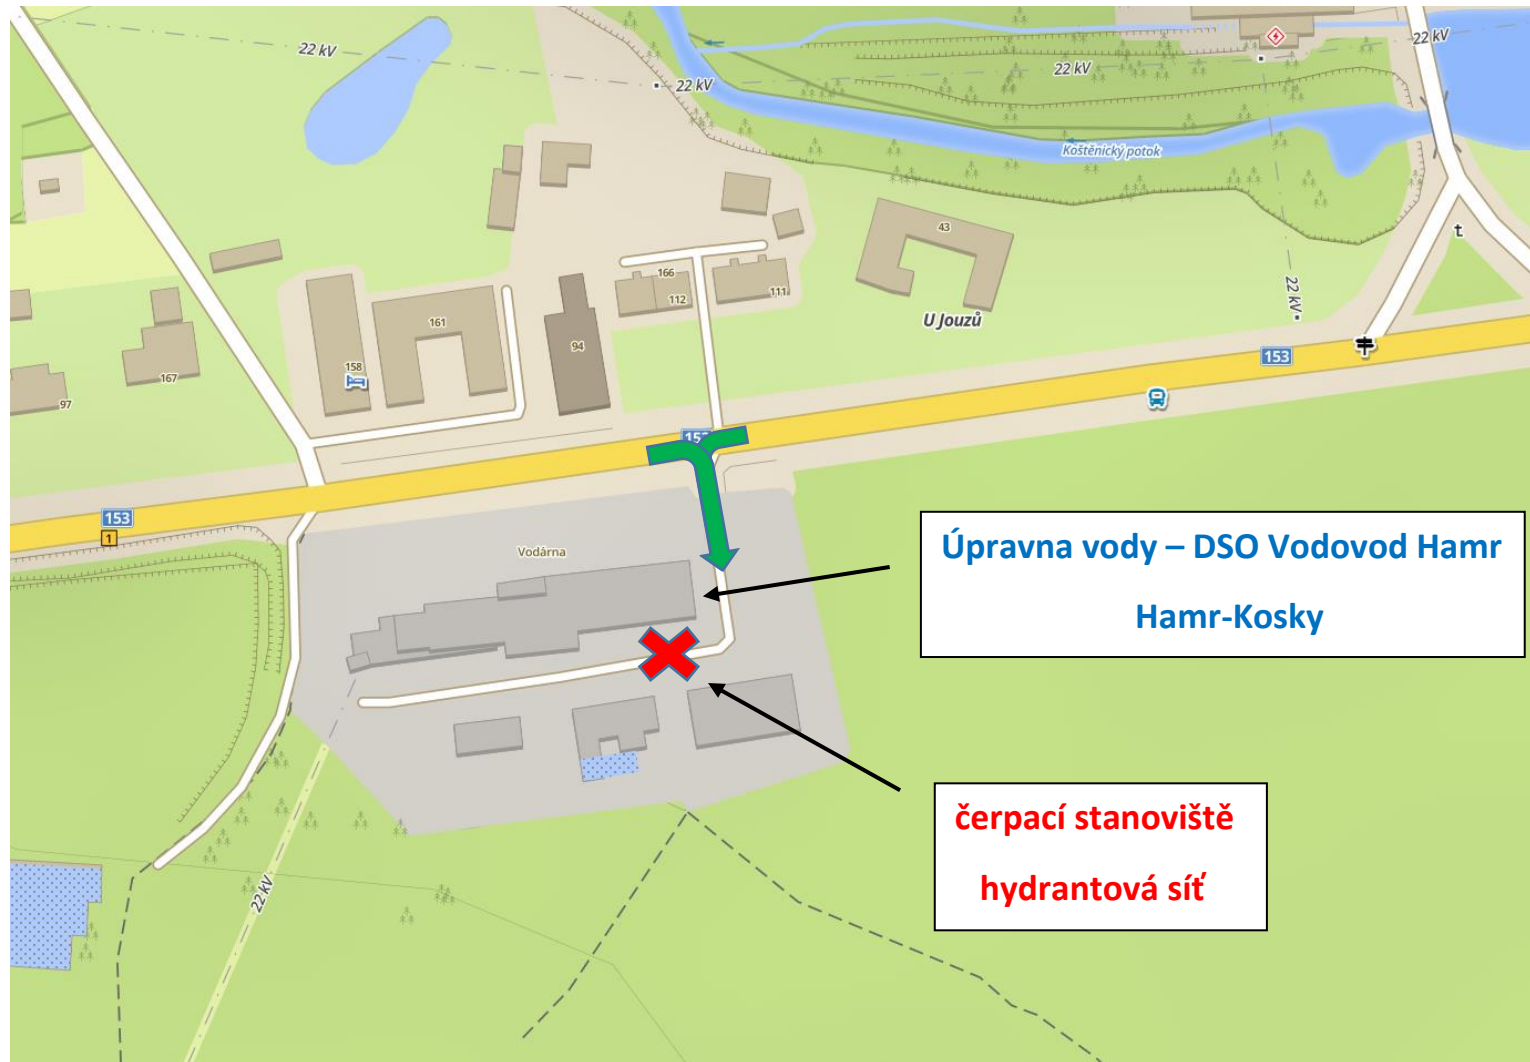 22 kV
22 kV
22 kV
22 kV
Koštěnický potok
43
t
166
112
111
22 kV
U Jouzů
161
94
158
167
97
153
153
153
1
Vodárna
Úpravna vody – DSO Vodovod Hamr
Hamr-Kosky
čerpací stanoviště
hydrantová síť
22 kV